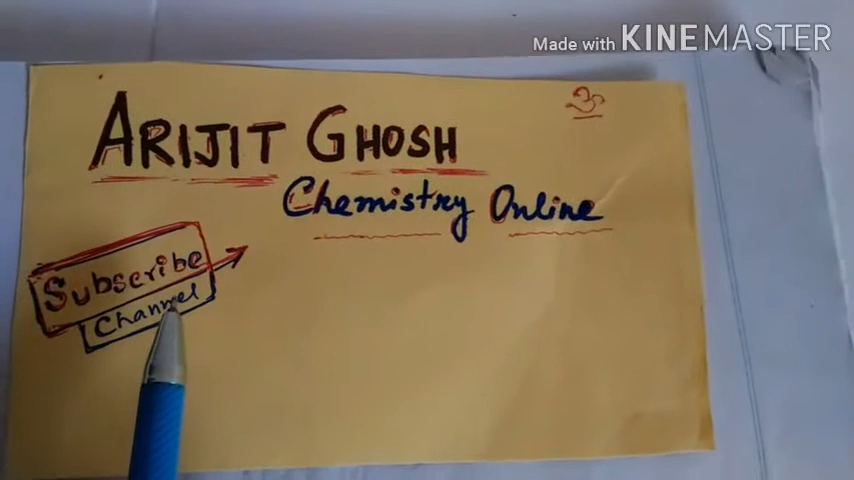 Made with KINEMASTER
ARIJIT GHOSH
Chemistry Online
Subscribe
Channel